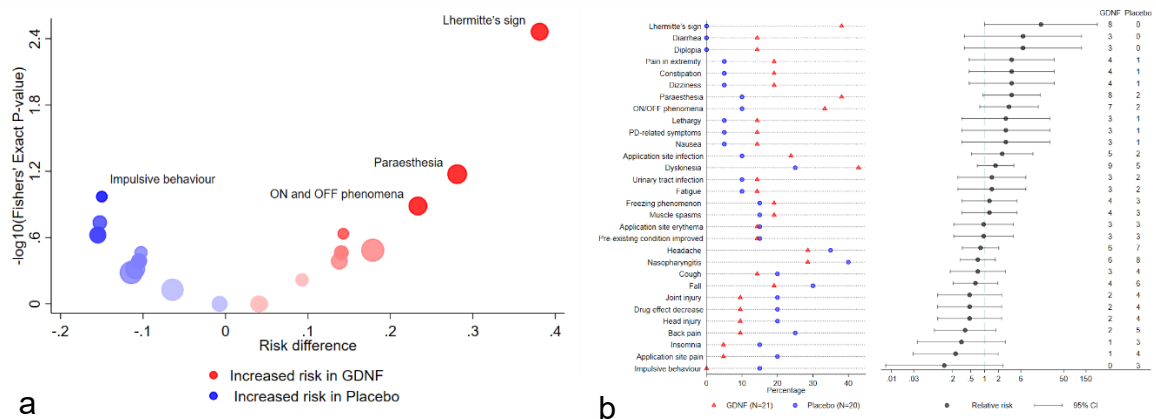 Lhermitte's sign
2.4
1.8
1.2
.6
0
-log10(Fishers' Exact P-value)
Paraesthesia
Impulsive behaviour
ON and OFF phenomena
-.2 -.1 0 .1 .2 .3 .4
Risk difference
Increased risk in GDNF
Increased risk in Placebo
a
GDNF Placebo
Lhermitte's sign 8 0
Diarrhea 3 0
Diplopia 3 0
Pain in extremity 4 1
Constipation 4 1
Dizziness 4 1
Paraesthesia 8 2
ON/OFF phenomena 7 2
Lethargy 3 1
PD-related symptoms 3 1
Nausea 3 1
Application site infection 5 2
Dyskinesia 9 5
Urinary tract infection 3 2
Fatigue 3 2
Freezing phenomenon 4 3
Muscle spasms 4 3
Application site erythema 3 3
Pre-existing condition improved 3 3
Headache 6 7
Nasopharyngitis 6 8
Cough 3 4
Fall 4 6
Joint injury 2 4
Drug effect decrease 2 4
Head injury 2 4
Back pain 2 5
Insomnia 1 3
Application site pain 1 4
Impulsive behaviour 0 3
0 10 20 30 40
Percentage
.01 .03 .2 .5 1 2 6 50 150
GDNF (N=21) Placebo (N=20)
Relative risk 95% CI
b